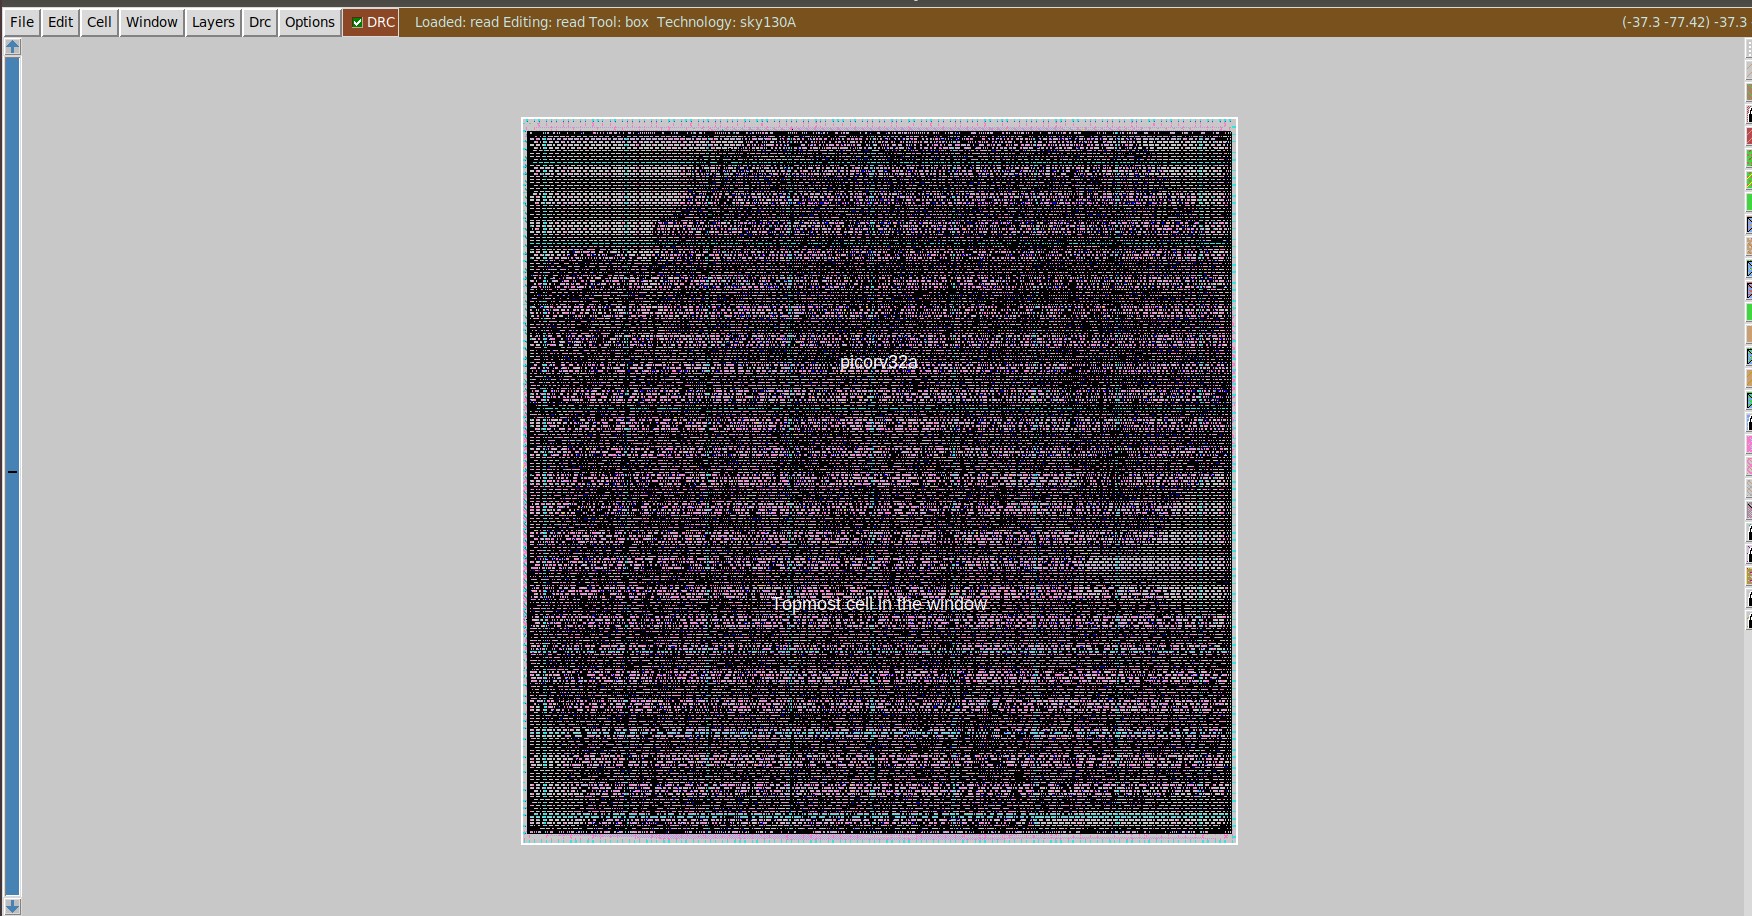 File Edit Cell Window Layers Drc Options DRC Loaded: read Editing: read Tool: box Technology: sky130A (-37.3 -77.42) -37.3
picorv32a
Topmost cell in the window